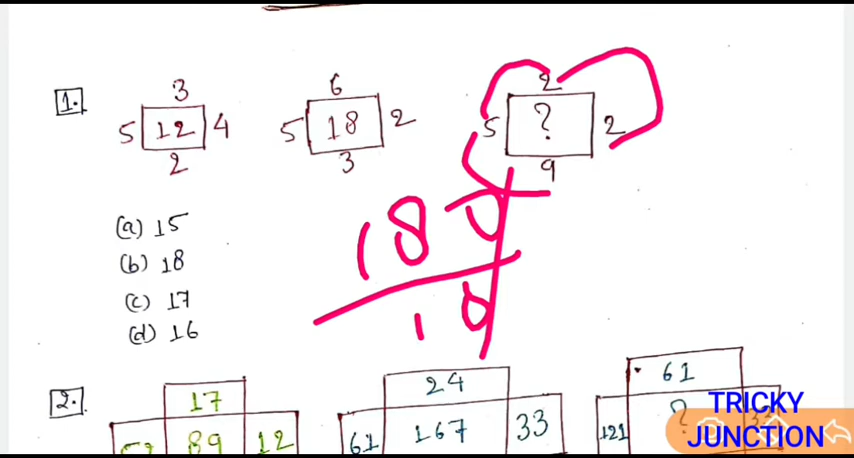 1.
3
5 12 4
2
6
5 18 2
3
2
5 ? 2
9
(a) 15
(b) 18
(c) 17
(d) 16
180
10
2.
17
89 12
24
61 167 33
61
121 ?
TRICKY
JUNCTION